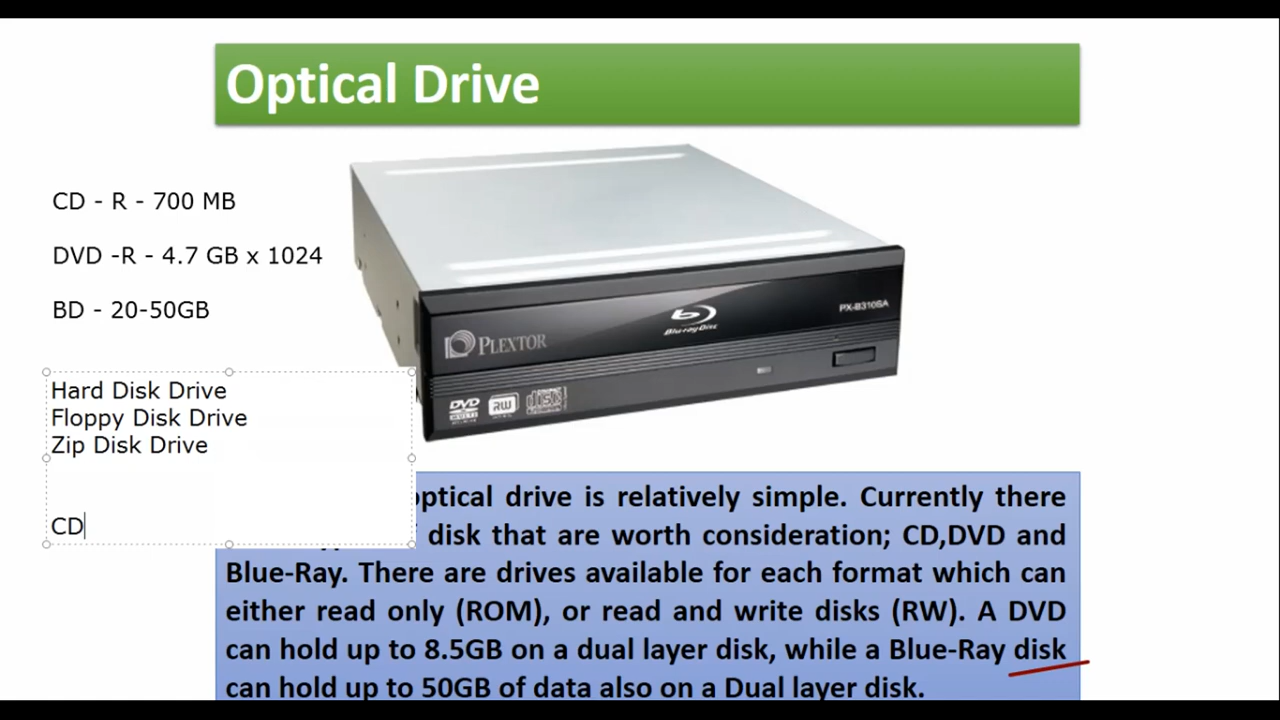 Optical Drive
CD - R - 700 MB
DVD -R - 4.7 GB x 1024
BD - 20-50GB
PX-B310SA
Blu-ray Disc
PLEXTOR
DVD
RW
disc
Hard Disk Drive
Floppy Disk Drive
Zip Disk Drive
CD
optical drive is relatively simple. Currently there
disk that are worth consideration; CD,DVD and
Blue-Ray. There are drives available for each format which can
either read only (ROM), or read and write disks (RW). A DVD
can hold up to 8.5GB on a dual layer disk, while a Blue-Ray disk
can hold up to 50GB of data also on a Dual layer disk.